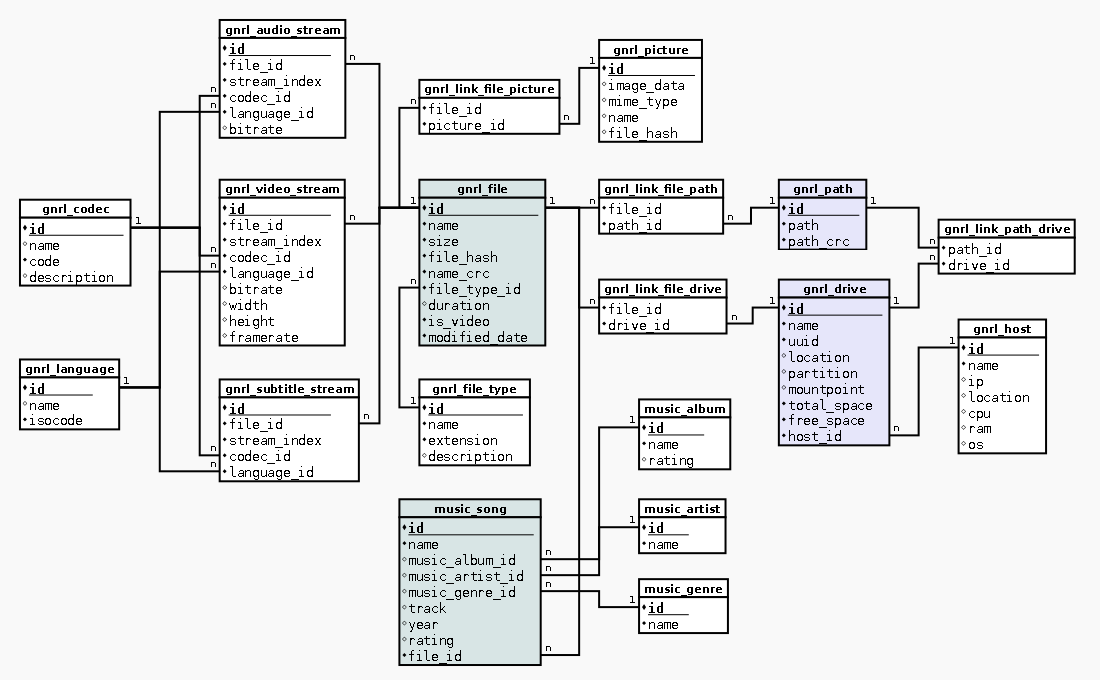 gnrl_audio_stream
id
file_id
stream_index
codec_id
language_id
bitrate
n
n
n
gnrl_link_file_picture
file_id
picture_id
n
n
gnrl_picture
id
image_data
mime_type
name
file_hash
1
gnrl_codec
id
name
code
description
1
gnrl_video_stream
id
file_id
stream_index
codec_id
language_id
bitrate
width
height
framerate
n
n
n
gnrl_file
id
name
size
file_hash
name_crc
file_type_id
duration
is_video
modified_date
1
1
n
gnrl_link_file_path
file_id
path_id
n
n
gnrl_path
id
path
path_crc
1
1
gnrl_link_path_drive
path_id
drive_id
n
n
gnrl_link_file_drive
file_id
drive_id
n
n
gnrl_drive
id
name
uuid
location
partition
mountpoint
total_space
free_space
host_id
1
1
n
gnrl_host
id
name
ip
location
cpu
ram
os
1
gnrl_language
id
name
isocode
1
gnrl_subtitle_stream
id
file_id
stream_index
codec_id
language_id
n
n
n
gnrl_file_type
id
name
extension
description
1
music_album
id
name
rating
1
music_song
id
name
music_album_id
music_artist_id
music_genre_id
track
year
rating
file_id
n
n
n
n
music_artist
id
name
1
music_genre
id
name
1